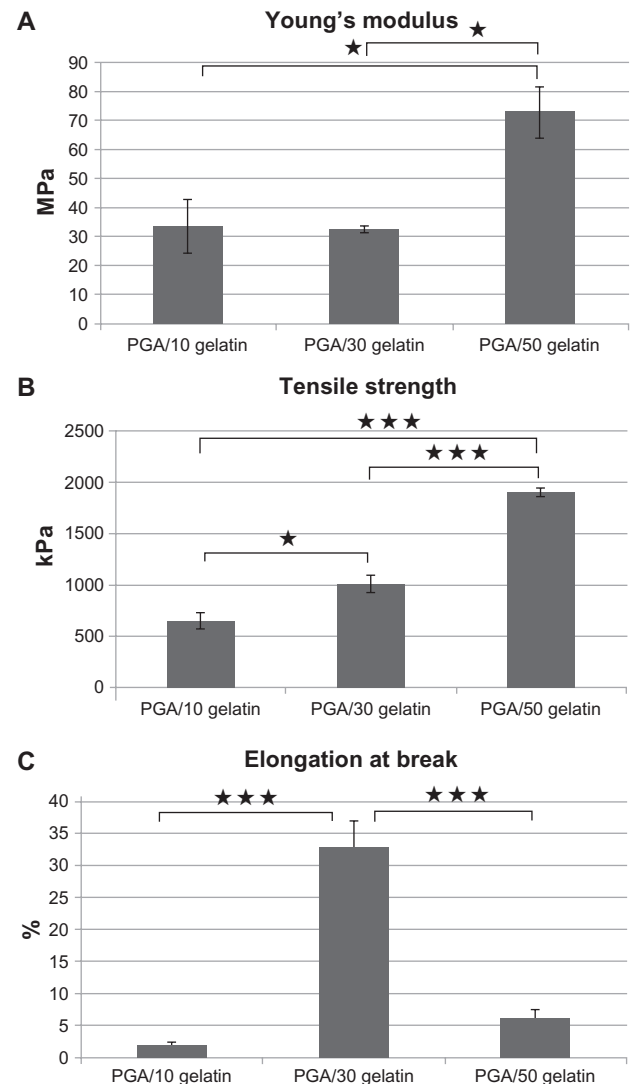 A
Young's modulus
★
★
90
80
70
60
50
40
30
20
10
0
MPa
PGA/10 gelatin PGA/30 gelatin PGA/50 gelatin
B
Tensile strength
★★★
★★★
★
2500
2000
1500
1000
500
0
kPa
PGA/10 gelatin PGA/30 gelatin PGA/50 gelatin
C
Elongation at break
★★★ ★★★
40
35
30
25
20
15
10
5
0
%
PGA/10 gelatin PGA/30 gelatin PGA/50 gelatin